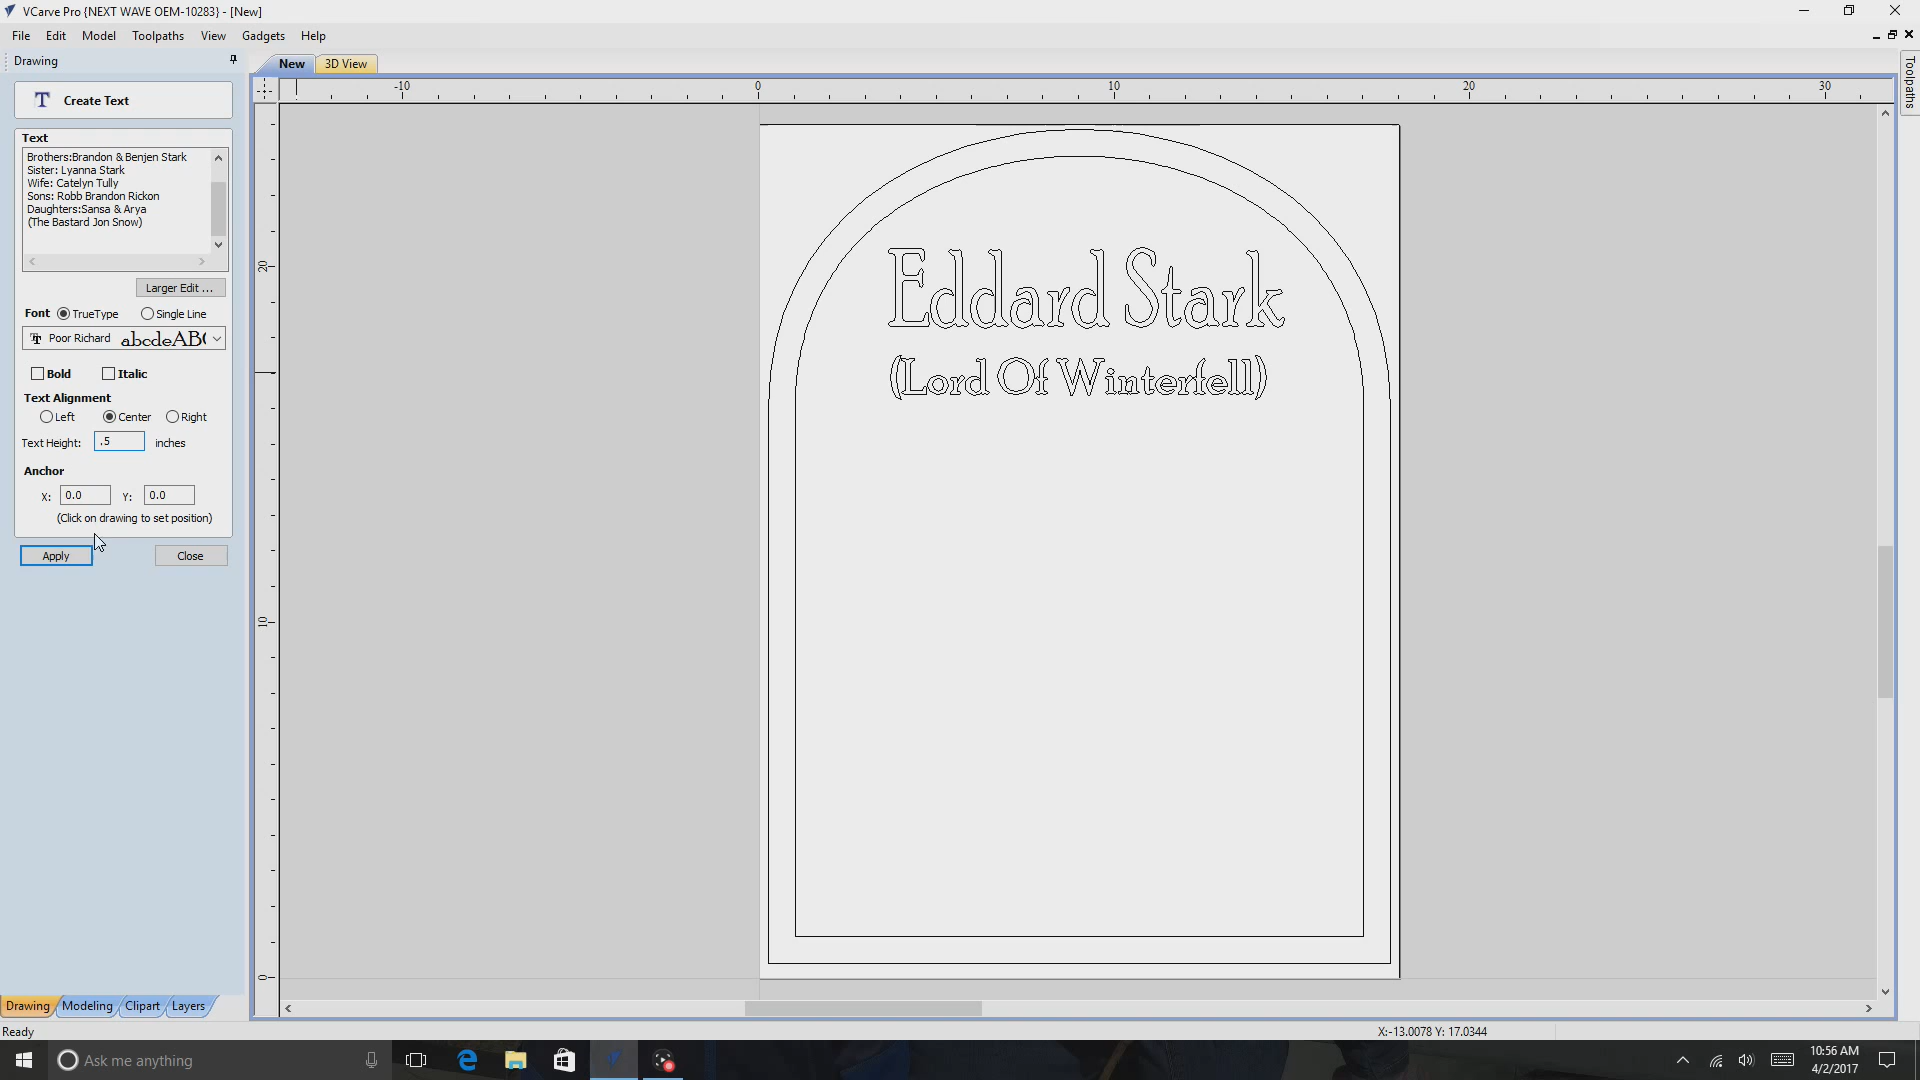 VCarve Pro {NEXT WAVE OEM-10283} - [New]
File Edit Model Toolpaths View Gadgets Help
Drawing
New 3D View
Toolpaths
Create Text
-10 0 10 20 30
Text
Brothers:Brandon & Benjen Stark
Sister: Lyanna Stark
Wife: Catelyn Tully
Sons: Robb Brandon Rickon
Daughters:Sansa & Arya
(The Bastard Jon Snow)
Larger Edit ...
Font TrueType Single Line
Poor Richard abcdeABC
Bold Italic
Text Alignment
Left Center Right
Text Height: .5 inches
Anchor
X: 0.0 Y: 0.0
(Click on drawing to set position)
Apply Close
20
10
0
Eddard Stark
(Lord Of Winterfell)
Drawing Modeling Clipart Layers
Ready
X:-13.0078 Y: 17.0344
Ask me anything
10:56 AM
4/2/2017